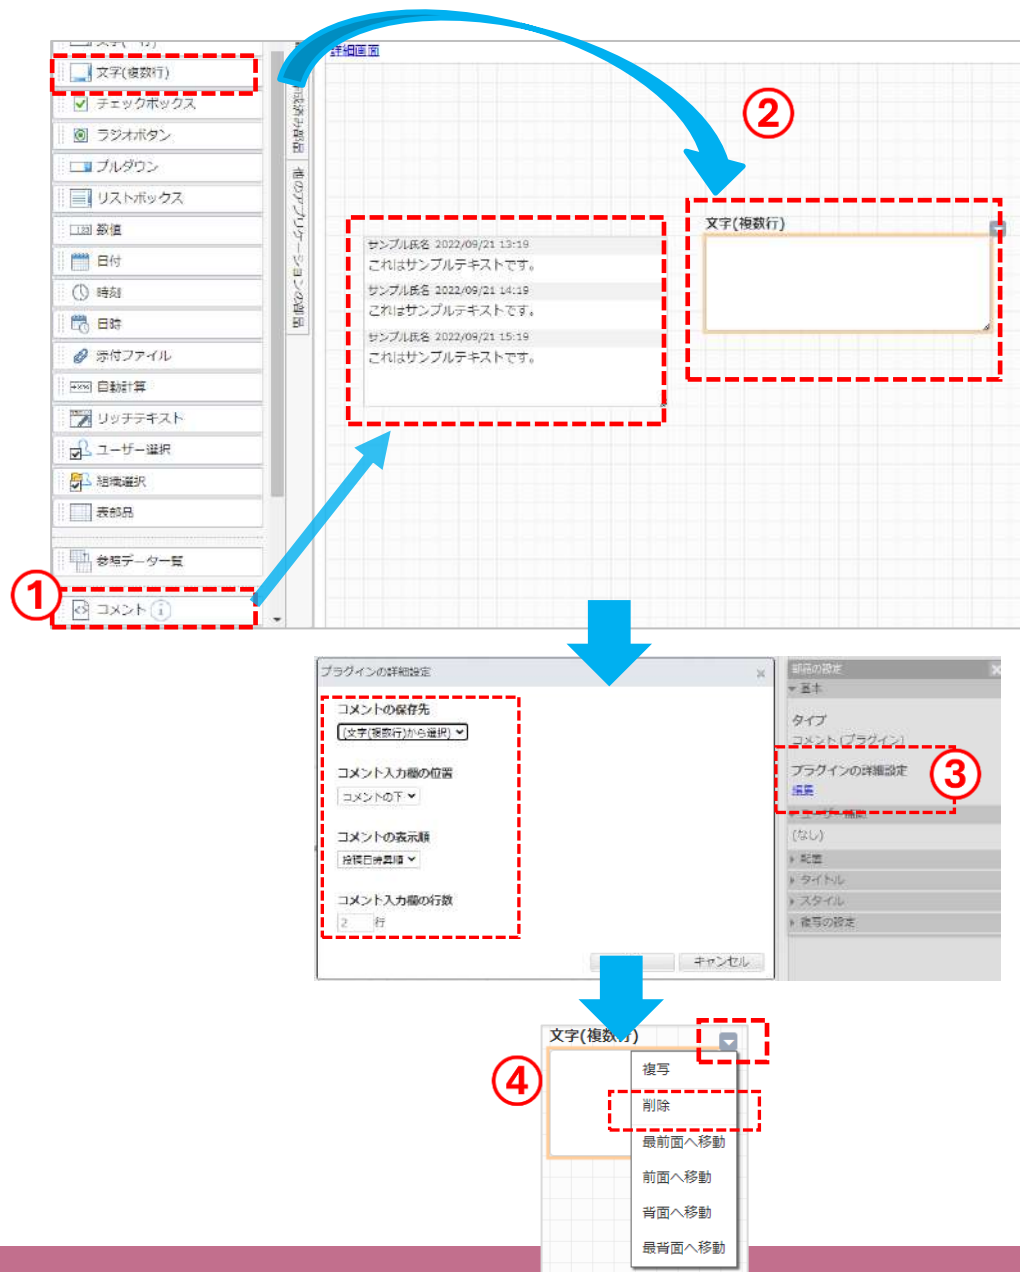 詳細画面
文字(複数行)
チェックボックス
ラジオボタン
プルダウン
リストボックス
数値
日付
時刻
日時
添付ファイル
自動計算
リッチテキスト
ユーザー選択
組織選択
表部品
参照データ一覧
①
コメント
他のアプリケーションの部品
②
サンプル氏名 2022/09/21 13:19
これはサンプルテキストです。
サンプル氏名 2022/09/21 14:19
これはサンプルテキストです。
サンプル氏名 2022/09/21 15:19
これはサンプルテキストです。
文字(複数行)
プラグインの詳細設定
コメントの保存先
(文字(複数行)から選択)
コメント入力欄の位置
コメントの下
コメントの表示順
投稿日時昇順
コメント入力欄の行数
2 行
キャンセル
部品の設定
基本
タイプ
コメント(プラグイン)
プラグインの詳細設定
編集
③
(なし)
配置
タイトル
スタイル
複写の設定
④
文字(複数行)
複写
削除
最前面へ移動
前面へ移動
背面へ移動
最背面へ移動